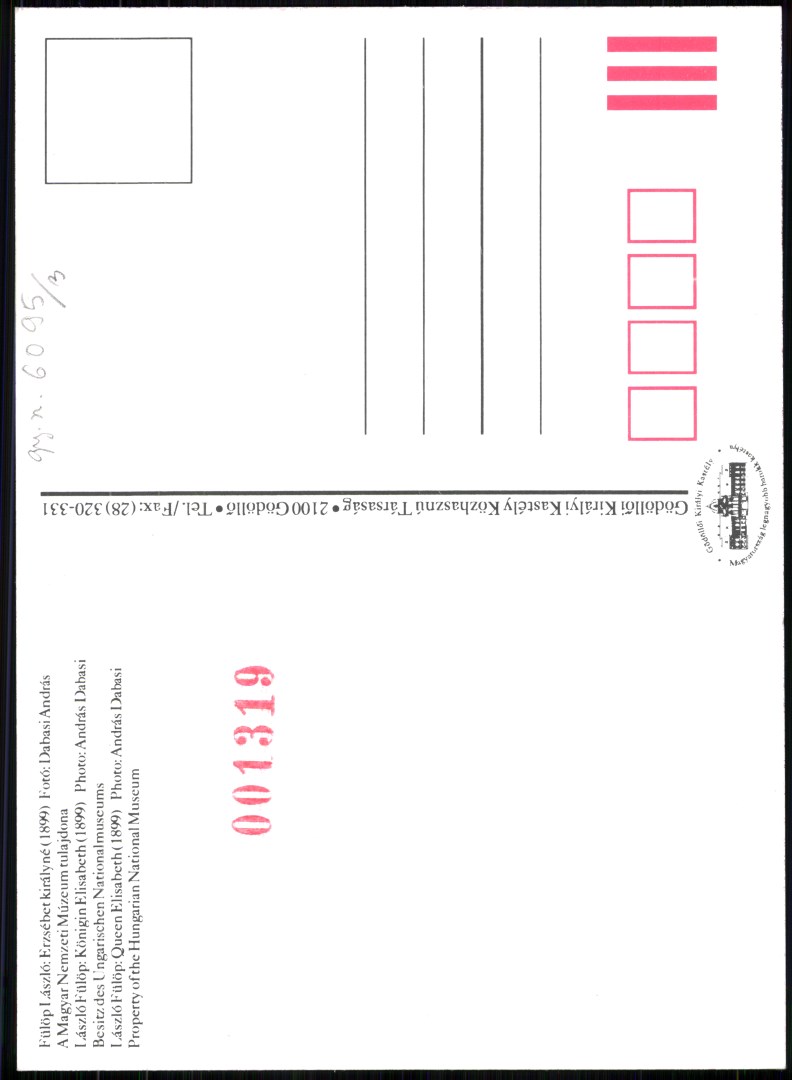 Fülöp László: Erzsébet királyné (1899) Fotó: Dabasi András
A Magyar Nemzeti Múzeum tulajdona
László Fülöp: Königin Elisabeth (1899) Photo: András Dabasi
Besitz des Ungarischen Nationalmuseums
László Fülöp: Queen Elisabeth (1899) Photo: András Dabasi
Property of the Hungarian National Museum
001319
Gödöllői Királyi Kastély Közhasznú Társaság • 2100 Gödöllő • Tel./Fax: (28) 320-331
gy. n. 6095/3
Gödöllői Királyi Kastély
Magyarország legnagyobb barokk kastélya